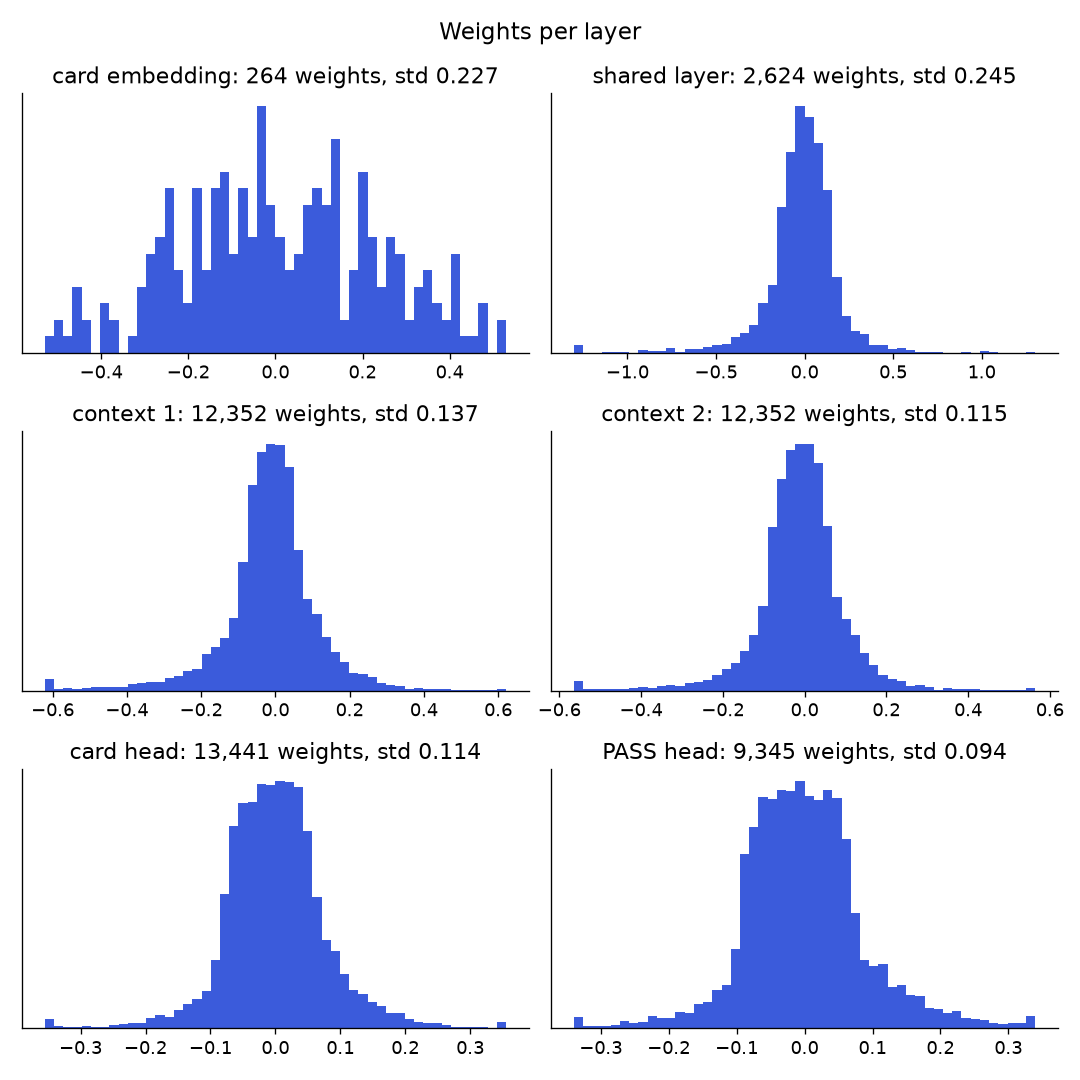 Weights per layer
card embedding: 264 weights, std 0.227
shared layer: 2,624 weights, std 0.245
−0.4 −0.2 0.0 0.2 0.4
−1.0 −0.5 0.0 0.5 1.0
context 1: 12,352 weights, std 0.137
context 2: 12,352 weights, std 0.115
−0.6 −0.4 −0.2 0.0 0.2 0.4 0.6
−0.6 −0.4 −0.2 0.0 0.2 0.4 0.6
card head: 13,441 weights, std 0.114
PASS head: 9,345 weights, std 0.094
−0.3 −0.2 −0.1 0.0 0.1 0.2 0.3
−0.3 −0.2 −0.1 0.0 0.1 0.2 0.3